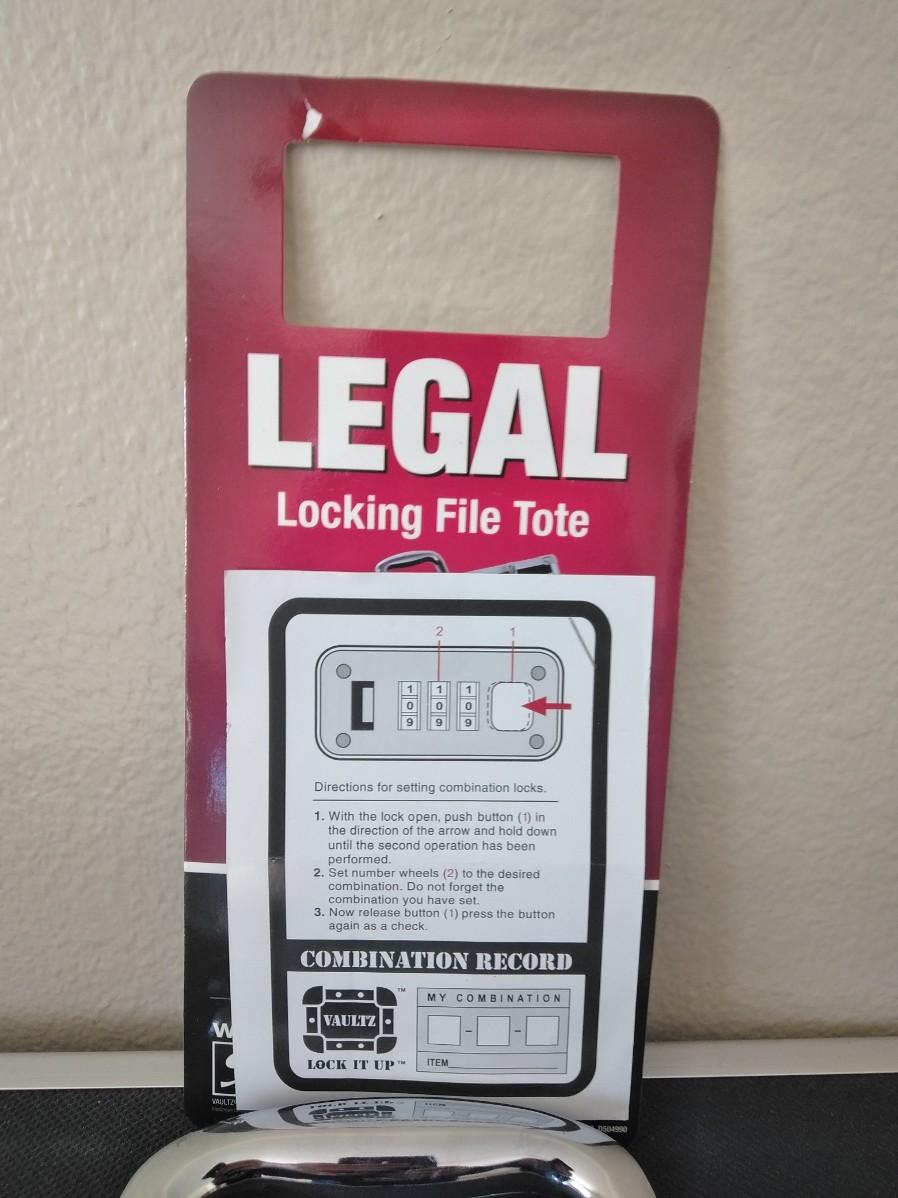 LEGAL
Locking File Tote
2 1
1 1 1
0 0 0
9 9 9
Directions for setting combination locks.
1. With the lock open, push button (1) in
the direction of the arrow and hold down
until the second operation has been
performed.
2. Set number wheels (2) to the desired
combination. Do not forget the
combination you have set.
3. Now release button (1) press the button
again as a check.
COMBINATION RECORD
VAULTZ
™
LOCK IT UP™
MY COMBINATION
- -
ITEM
VAULTZ
DS04990